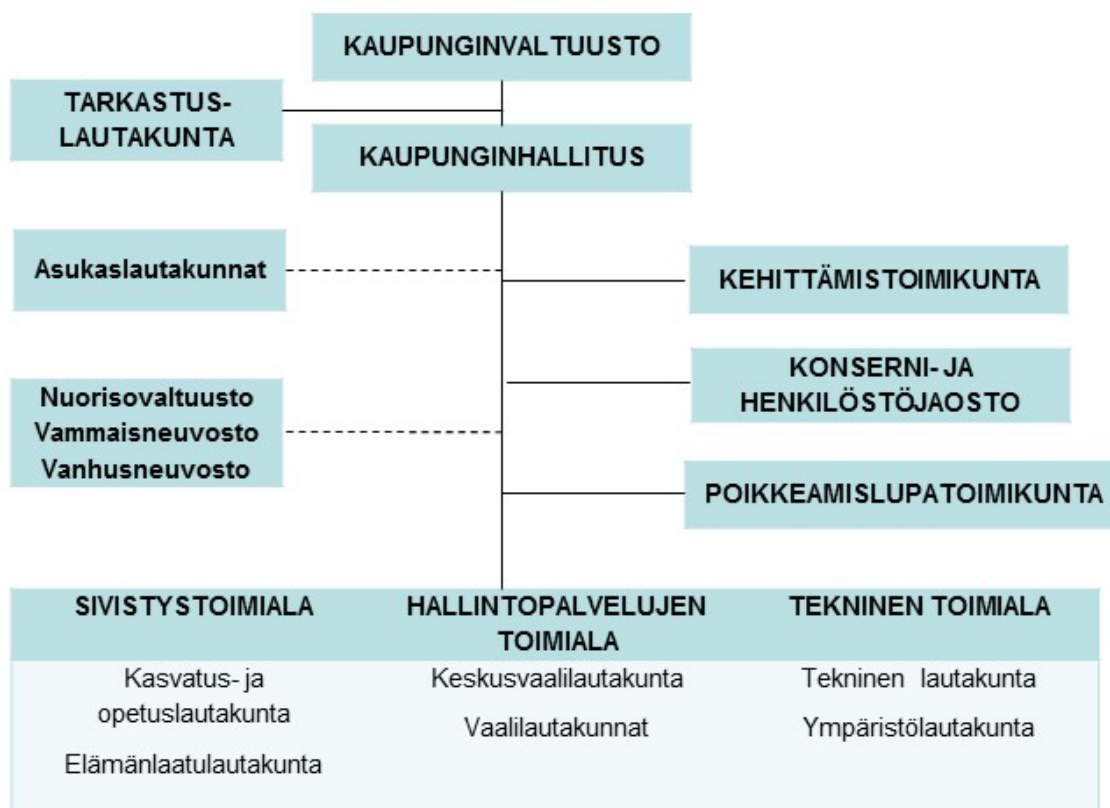 KAUPUNGINVALTUUSTO
TARKASTUS-
LAUTAKUNTA
KAUPUNGINHALLITUS
Asukaslautakunnat
KEHITTÄMISTOIMIKUNTA
KONSERNI- JA
HENKILÖSTÖJAOSTO
Nuorisovaltuusto
Vammaisneuvosto
Vanhusneuvosto
POIKKEAMISLUPATOIMIKUNTA
SIVISTYSTOIMIALA
Kasvatus- ja
opetuslautakunta
Elämänlaatulautakunta
HALLINTOPALVELUJEN
TOIMIALA
Keskusvaalilautakunta
Vaalilautakunnat
TEKNINEN TOIMIALA
Tekninen lautakunta
Ympäristölautakunta